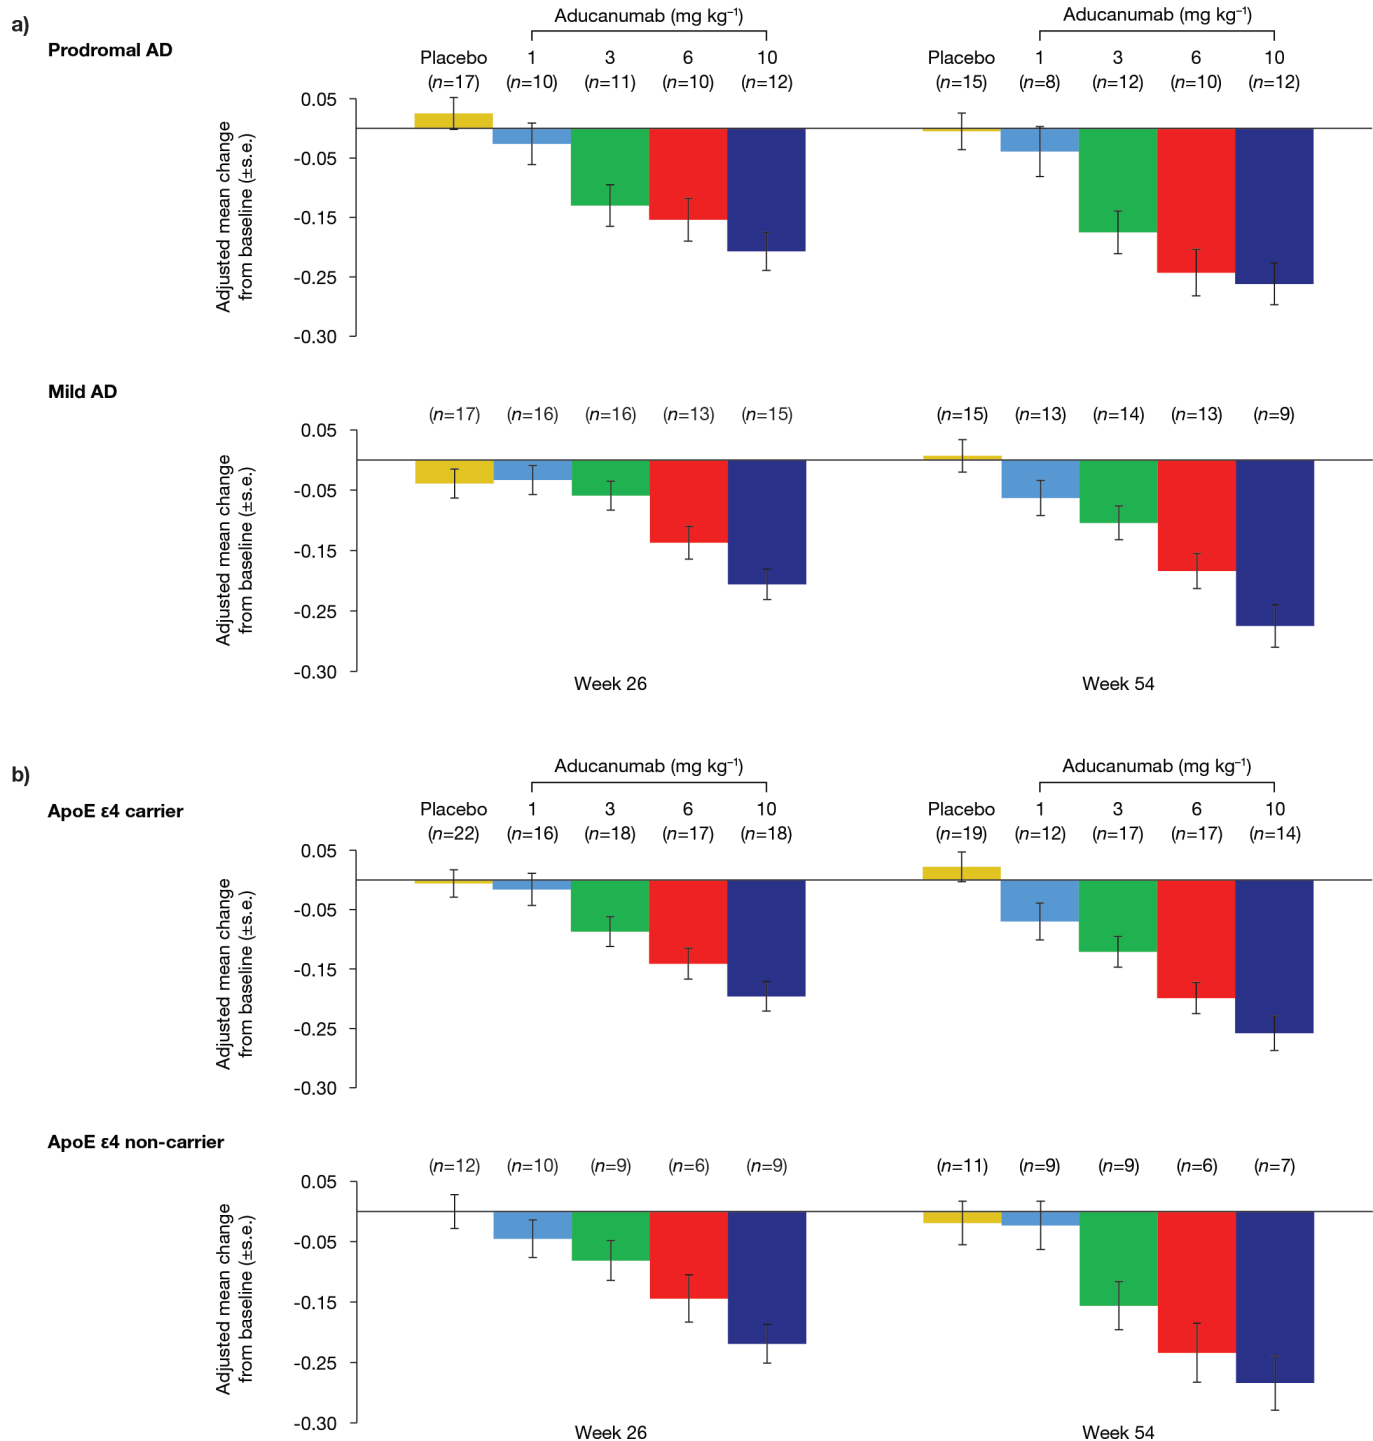 a)
Prodromal AD
Aducanumab (mg kg⁻¹)
Aducanumab (mg kg⁻¹)
Placebo 1 3 6 10
Placebo 1 3 6 10
(n=17) (n=10) (n=11) (n=10) (n=12)
(n=15) (n=8) (n=12) (n=10) (n=12)
0.05
-0.05
-0.15
-0.25
-0.30
Adjusted mean change
from baseline (±s.e.)
Mild AD
(n=17) (n=16) (n=16) (n=13) (n=15)
(n=15) (n=13) (n=14) (n=13) (n=9)
0.05
-0.05
-0.15
-0.25
-0.30
Adjusted mean change
from baseline (±s.e.)
Week 26
Week 54
b)
ApoE ε4 carrier
Aducanumab (mg kg⁻¹)
Aducanumab (mg kg⁻¹)
Placebo 1 3 6 10
Placebo 1 3 6 10
(n=22) (n=16) (n=18) (n=17) (n=18)
(n=19) (n=12) (n=17) (n=17) (n=14)
0.05
-0.05
-0.15
-0.25
-0.30
Adjusted mean change
from baseline (±s.e.)
ApoE ε4 non-carrier
(n=12) (n=10) (n=9) (n=6) (n=9)
(n=11) (n=9) (n=9) (n=6) (n=7)
0.05
-0.05
-0.15
-0.25
-0.30
Adjusted mean change
from baseline (±s.e.)
Week 26
Week 54